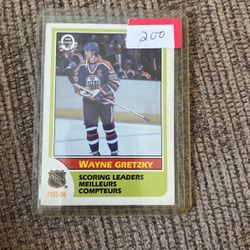 200
WAYNE GRETZKY
SCORING LEADERS
MEILLEURS
COMPTEURS
1985-86